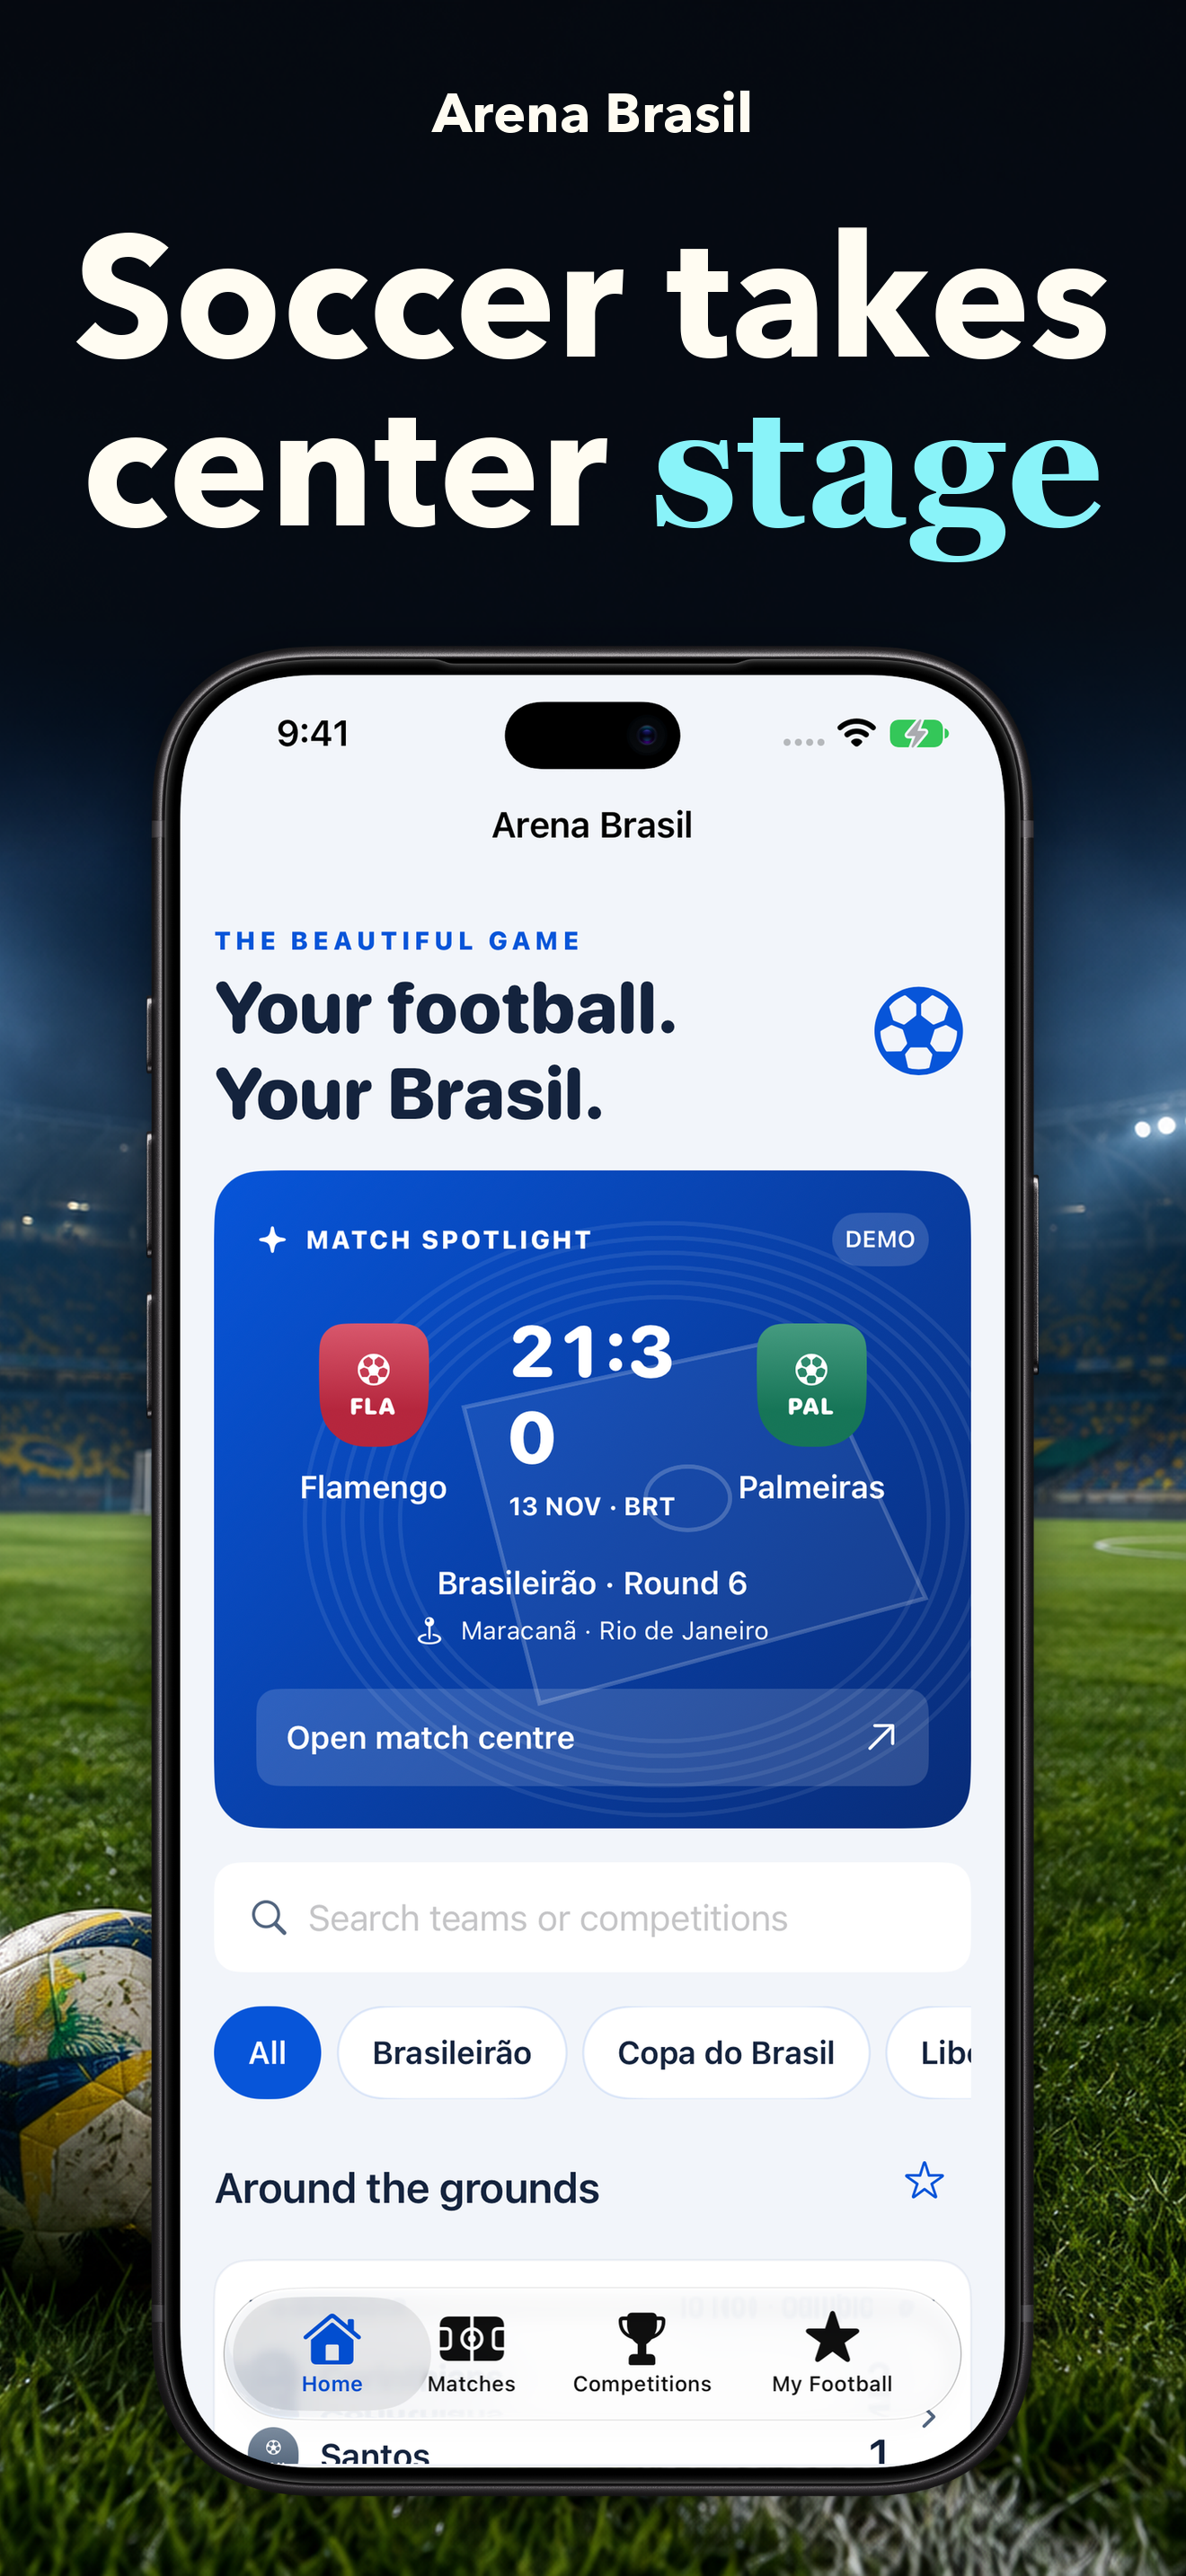 Arena Brasil
Soccer takes
center stage
9:41
Arena Brasil
THE BEAUTIFUL GAME
Your football.
Your Brasil.
MATCH SPOTLIGHT
DEMO
21:3
0
FLA
PAL
Flamengo
Palmeiras
13 NOV · BRT
Brasileirão · Round 6
Maracanã · Rio de Janeiro
Open match centre
Search teams or competitions
All
Brasileirão
Copa do Brasil
Libe
Around the grounds
Home
Matches
Competitions
My Football
Santos
1